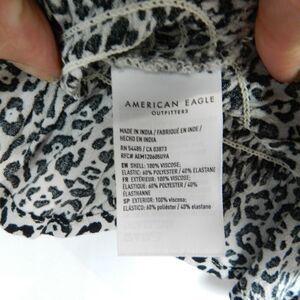 AMERICAN EAGLE
OUTFITTERS
MADE IN INDIA / FABRIQUÉ EN INDE /
HECHO EN INDIA
RN 54485 / CA 03873
RFC# AEM120605UYA
EN SHELL: 100% VISCOSE;
ELASTIC: 60% POLYESTER/ 40% ELASTANE
FR EXTÉRIEUR: 100% VISCOSE;
ELASTIQUE: 60% POLYESTER/ 40%
ÉLASTHANNE
SP EXTERIOR: 100% viscosa;
ELÁSTICO: 60% poliéster / 40% elastano